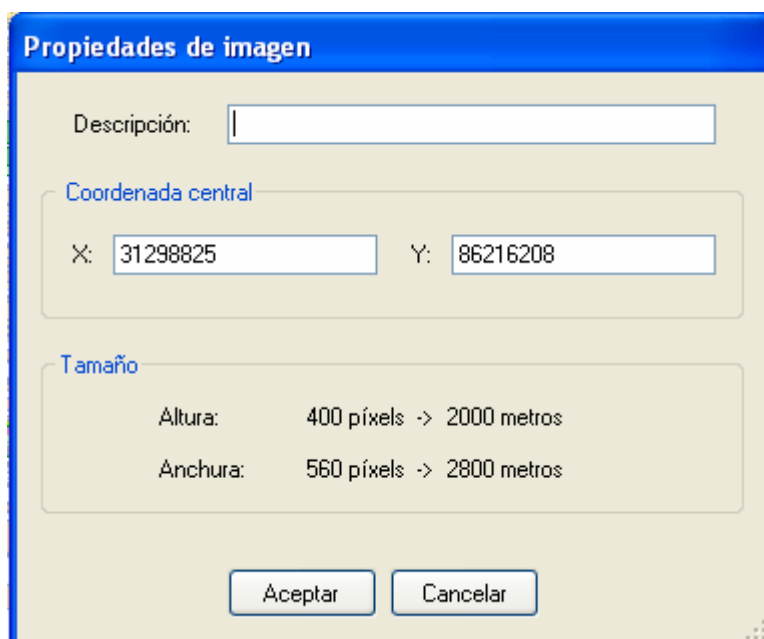 Propiedades de imagen
Descripción:
Coordenada central
X: 31298825 Y: 86216208
Tamaño
Altura: 400 píxels -> 2000 metros
Anchura: 560 píxels -> 2800 metros
Aceptar Cancelar